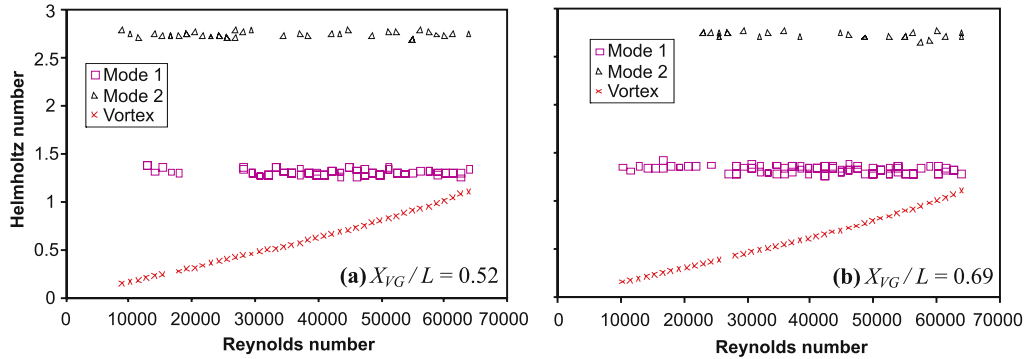 3
2.5
2
1.5
1
0.5
0
Helmholtz number
Mode 1
Mode 2
Vortex
(a) X_VG / L = 0.52
0 10000 20000 30000 40000 50000 60000 70000
Reynolds number
Mode 1
Mode 2
Vortex
(b) X_VG / L = 0.69
0 10000 20000 30000 40000 50000 60000 70000
Reynolds number